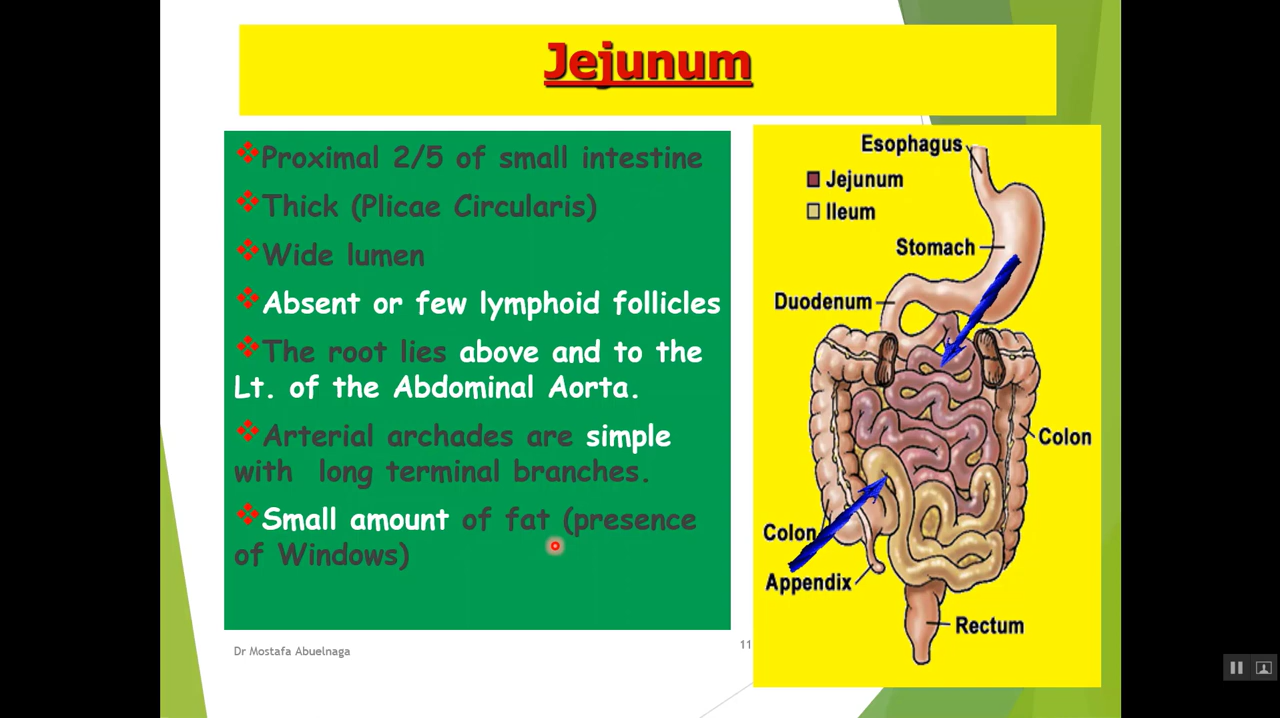 Jejunum
Proximal 2/5 of small intestine
Thick (Plicae Circularis)
Wide lumen
Absent or few lymphoid follicles
The root lies above and to the
Lt. of the Abdominal Aorta.
Arterial archades are simple
with long terminal branches.
Small amount of fat (presence
of Windows)
Dr Mostafa Abuelnaga
11
Esophagus
Jejunum
Ileum
Stomach
Duodenum
Colon
Colon
Appendix
Rectum